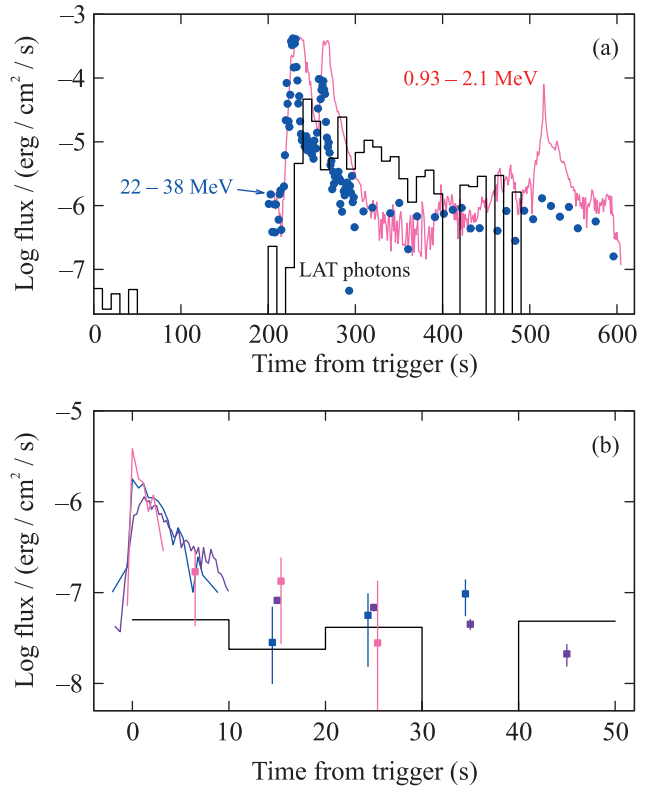 (a)
0.93 – 2.1 MeV
22 – 38 MeV
LAT photons
–3
–4
–5
–6
–7
Log flux / (erg / cm² / s)
0 100 200 300 400 500 600
Time from trigger (s)
(b)
–5
–6
–7
–8
Log flux / (erg / cm² / s)
0 10 20 30 40 50
Time from trigger (s)